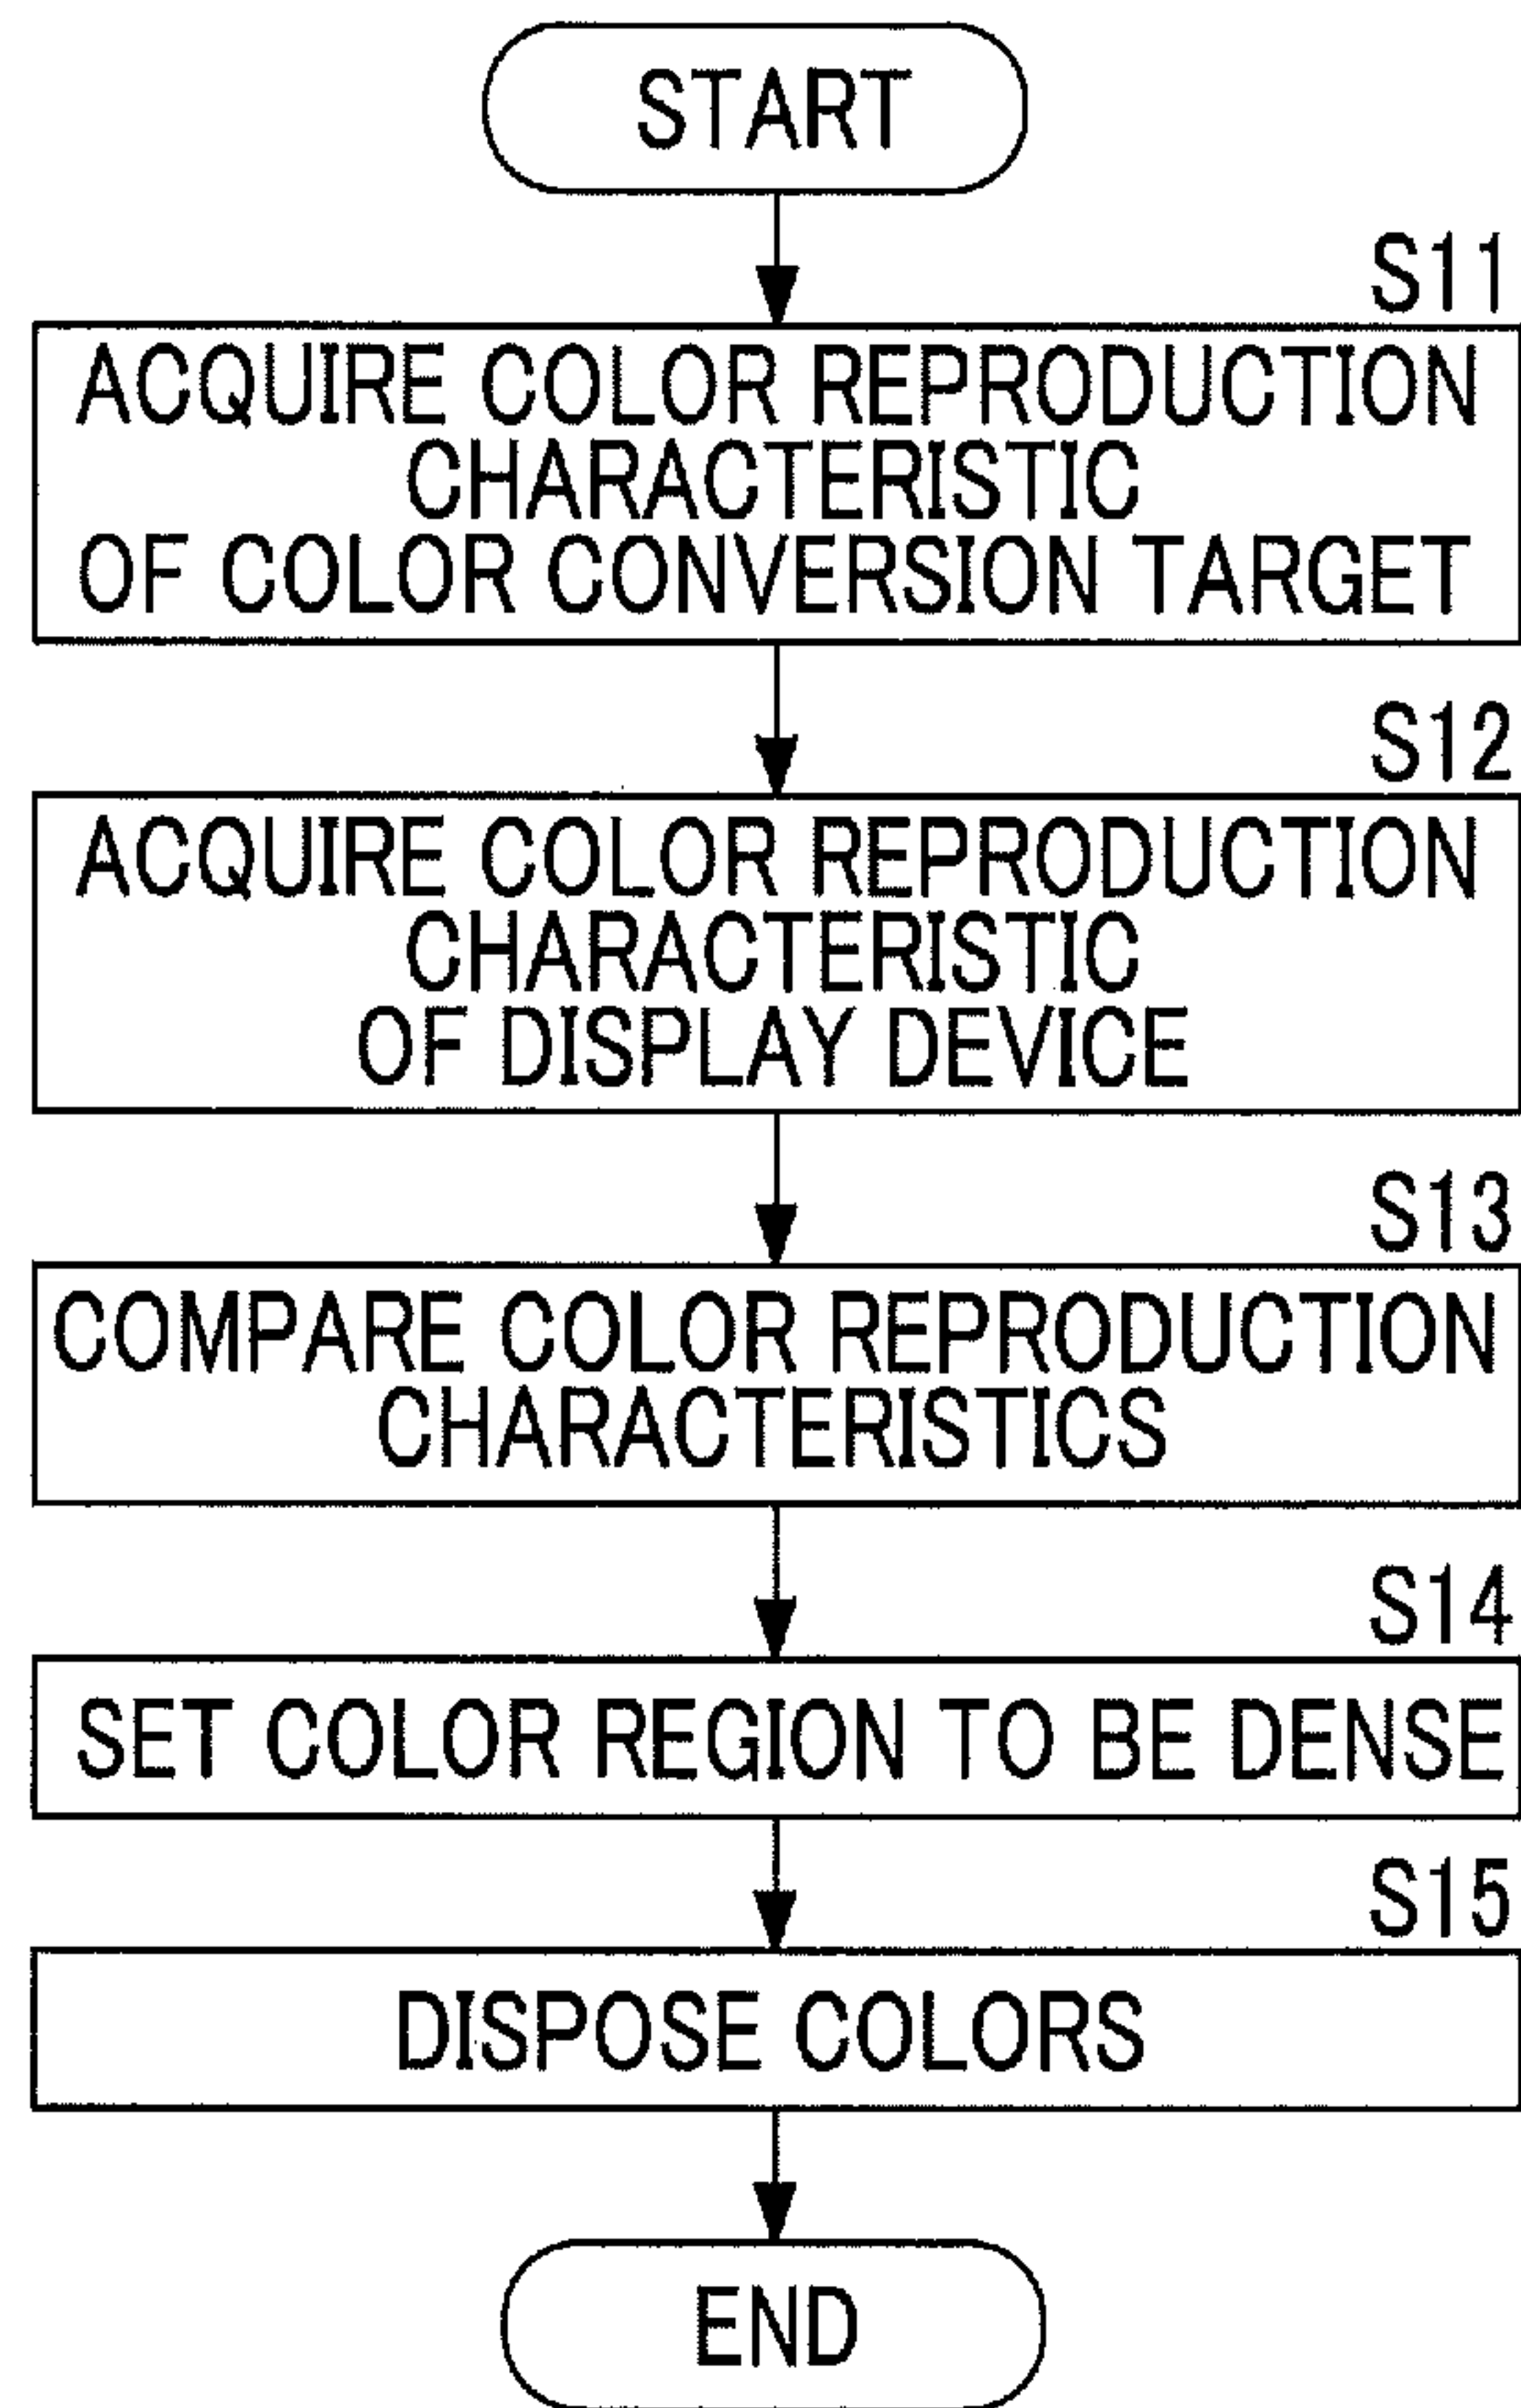 START
S11
ACQUIRE COLOR REPRODUCTION
CHARACTERISTIC
OF COLOR CONVERSION TARGET
S12
ACQUIRE COLOR REPRODUCTION
CHARACTERISTIC
OF DISPLAY DEVICE
S13
COMPARE COLOR REPRODUCTION
CHARACTERISTICS
S14
SET COLOR REGION TO BE DENSE
S15
DISPOSE COLORS
END